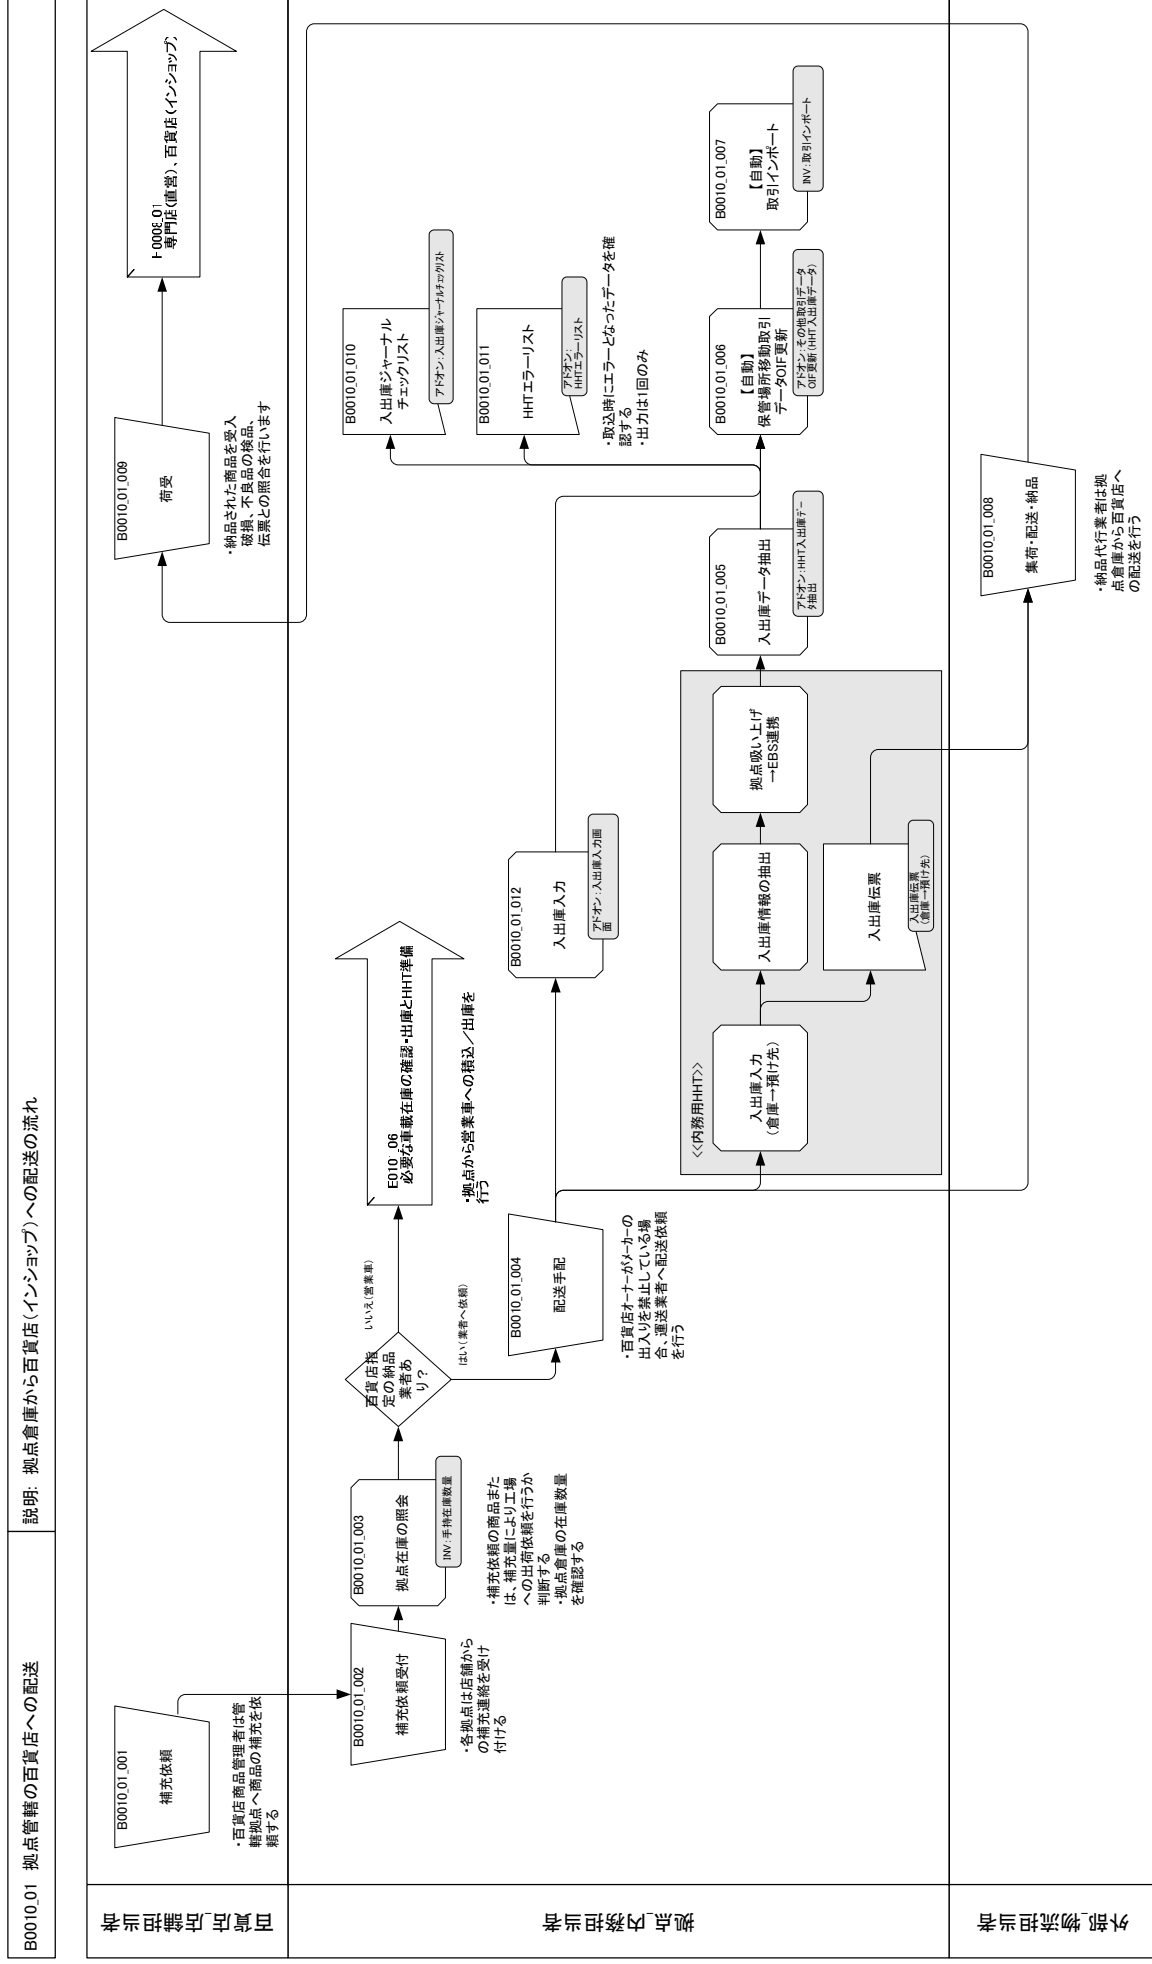 B0010_01 拠点管轄の百貨店への配送
説明: 拠点倉庫から百貨店(インショップ)への配送の流れ
百貨店_店舗担当者
B0010_01_001
補充依頼
・百貨店商品管理者は管
轄拠点へ商品の補充を依
頼する
B0010_01_009
荷受
・納品された商品を受入
破損、不良品の検品、
伝票との照合を行います
専門店(直営)、百貨店(インショップ)
拠点_内務担当者
B0010_01_002
補充依頼受付
・各拠点は店舗から
の補充連絡を受け
付ける
B0010_01_003
拠点在庫の照会
INV:手持在庫数量
・補充依頼の商品また
は、補充量により工場
への出荷依頼を行うか
判断する
・拠点倉庫の在庫数量
を確認する
百貨店指
定の納品
業者あ
り?
いいえ(営業車)
はい(業者へ依頼)
E010_06
必要な車載在庫の確認・出庫とHHT準備
・拠点から営業車への積込/出庫を
行う
B0010_01_004
配送手配
・百貨店オーナーがメーカーの
出入りを禁止している場
合、運送業者へ配送依頼
を行う
B0010_01_012
入出庫入力
アドオン:入出庫入力画
面
<<内務用HHT>>
入出庫入力
(倉庫→預け先)
入出庫情報の抽出
拠点吸い上げ
→EBS連携
入出庫伝票
入出庫伝票
(倉庫→預け先)
B0010_01_005
入出庫データ抽出
アドオン:HHT入出庫デー
タ抽出
B0010_01_010
入出庫ジャーナル
チェックリスト
アドオン:入出庫ジャーナルチェックリスト
B0010_01_011
HHTエラーリスト
アドオン:
HHTエラーリスト
・取込時にエラーとなったデータを確
認する
・出力は1回のみ
B0010_01_006
【自動】
保管場所移動取引
データOIF更新
アドオン:その他取引データ
OIF更新(HHT入出庫データ)
B0010_01_007
【自動】
取引インポート
INV:取引インポート
外部_物流担当者
B0010_01_008
集荷・配送・納品
・納品代行業者は拠
点倉庫から百貨店へ
の配送を行う